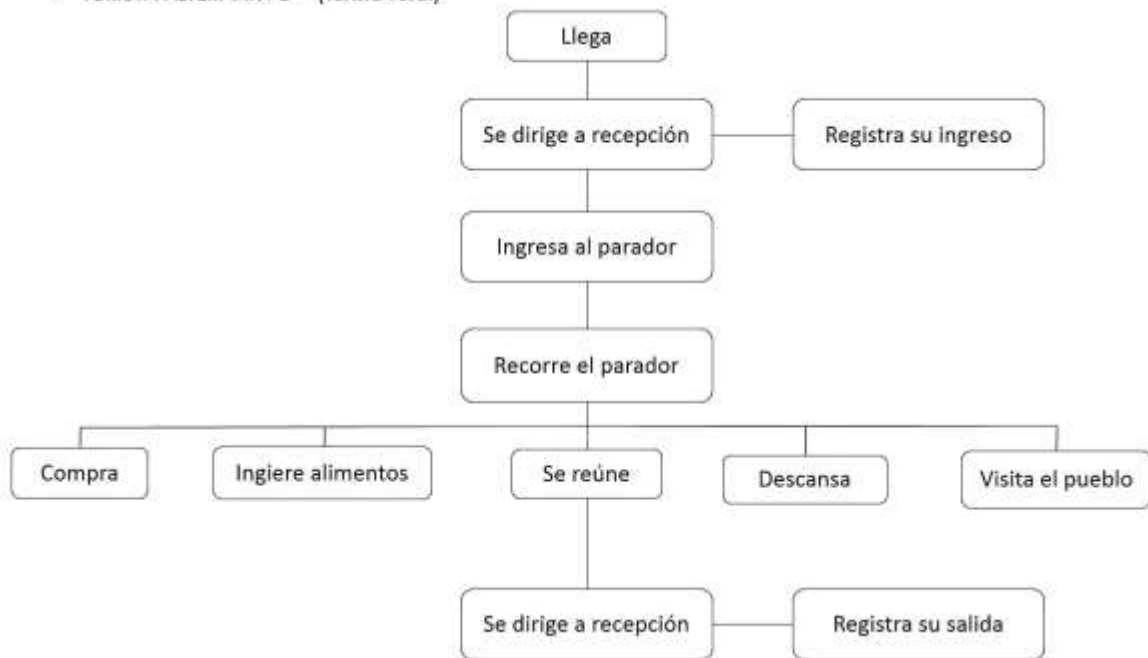 Llega
Se dirige a recepción
Registra su ingreso
Ingresa al parador
Recorre el parador
Compra
Ingiere alimentos
Se reúne
Descansa
Visita el pueblo
Se dirige a recepción
Registra su salida